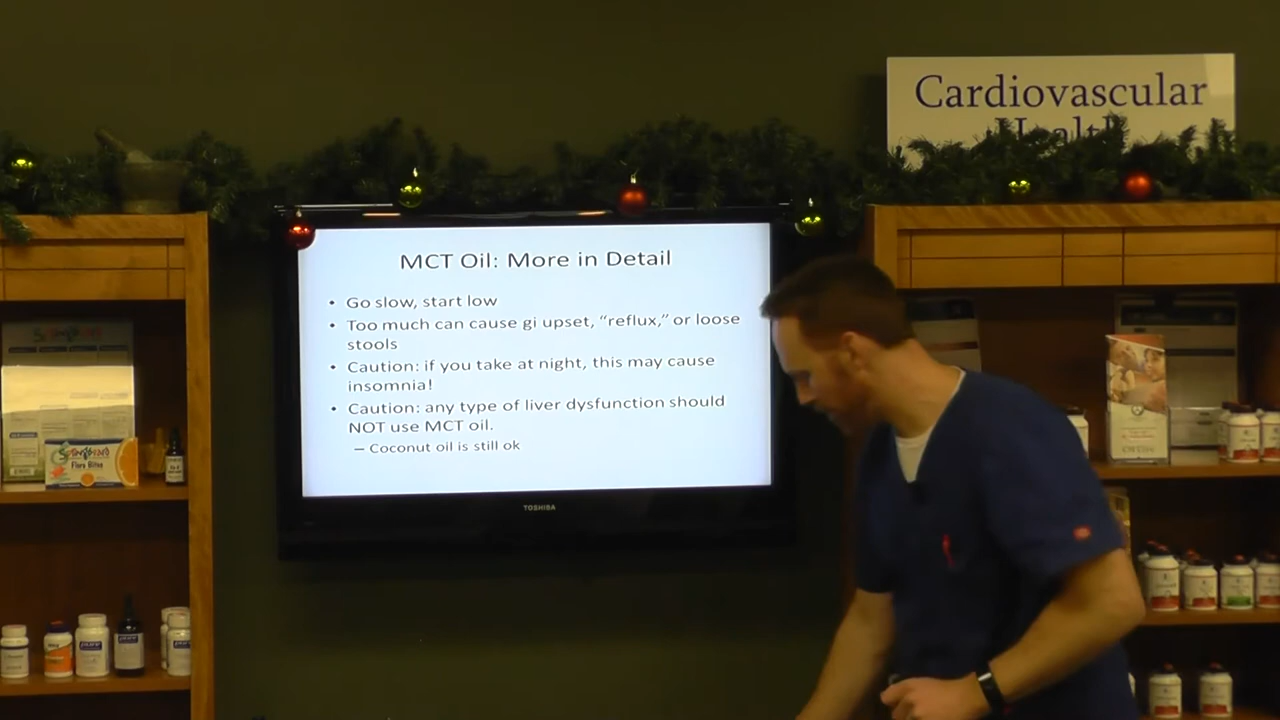 Cardiovascular
Health
MCT Oil: More in Detail
• Go slow, start low
• Too much can cause gi upset, “reflux,” or loose
stools
• Caution: if you take at night, this may cause
insomnia!
• Caution: any type of liver dysfunction should
NOT use MCT oil.
– Coconut oil is still ok
TOSHIBA